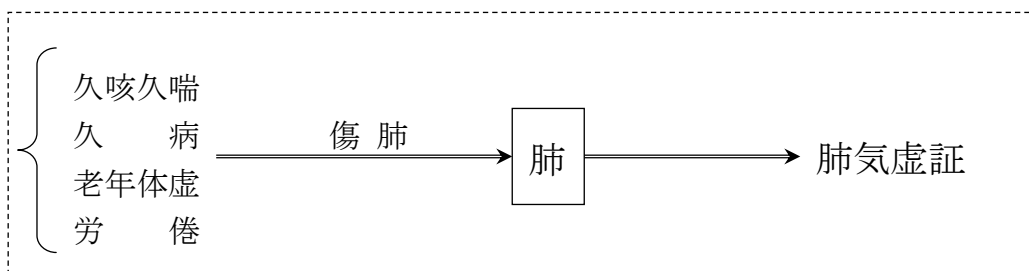 久咳久喘
久　　病
老年体虚
労　　倦
傷 肺
肺
肺気虚証